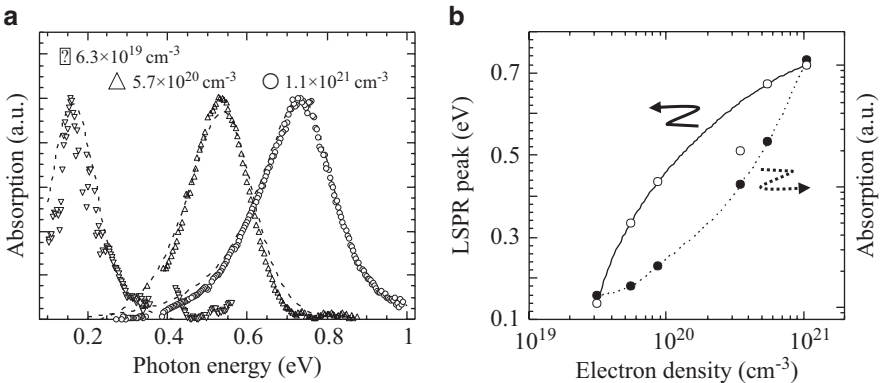 a
⍰ 6.3×10¹⁹ cm⁻³
△ 5.7×10²⁰ cm⁻³ ○ 1.1×10²¹ cm⁻³
Absorption (a.u.)
0.2 0.4 0.6 0.8 1
Photon energy (eV)
b
LSPR peak (eV)
0.7
0.5
0.3
0.1
10¹⁹ 10²⁰ 10²¹
Electron density (cm⁻³)
Absorption (a.u.)